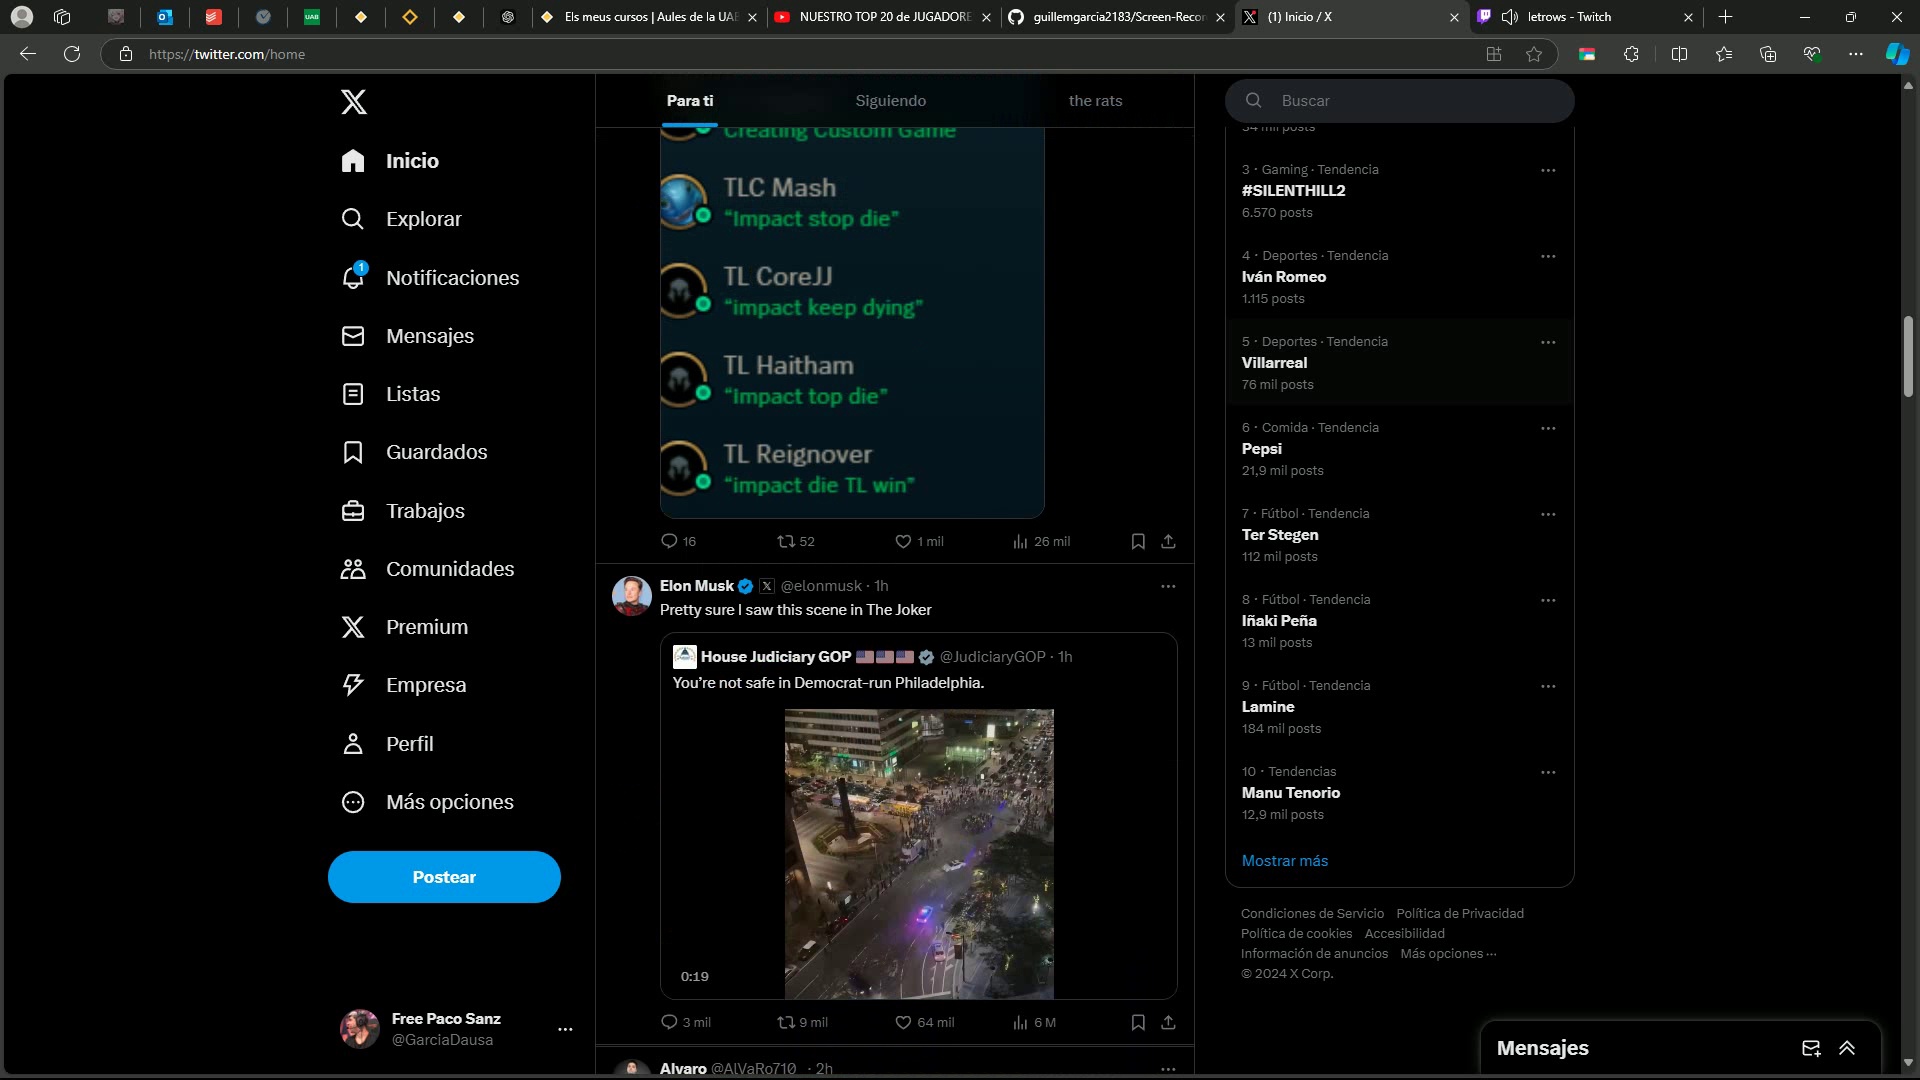 Els meus cursos | Aules de la UA
NUESTRO TOP 20 de JUGADORE
guillemgarcia2183/Screen-Recor
(1) Inicio / X
letrows - Twitch
https://twitter.com/home
Inicio
Explorar
1
Notificaciones
Mensajes
Listas
Guardados
Trabajos
Comunidades
Premium
Empresa
Perfil
Más opciones
Postear
Free Paco Sanz
@GarciaDausa
Para ti
Siguiendo
the rats
Creating Custom Game
TLC Mash
"Impact stop die"
TL CoreJJ
"impact keep dying"
TL Haitham
"Impact top die"
TL Reignover
"impact die TL win"
16 52 1 mil 26 mil
Elon Musk @elonmusk · 1h
Pretty sure I saw this scene in The Joker
House Judiciary GOP @JudiciaryGOP · 1h
You're not safe in Democrat-run Philadelphia.
0:19
3 mil 9 mil 64 mil 6 M
Alvaro @AlVaRo710 · 2h
Buscar
34 mil posts
3 · Gaming · Tendencia
#SILENTHILL2
6.570 posts
4 · Deportes · Tendencia
Iván Romeo
1.115 posts
5 · Deportes · Tendencia
Villarreal
76 mil posts
6 · Comida · Tendencia
Pepsi
21,9 mil posts
7 · Fútbol · Tendencia
Ter Stegen
112 mil posts
8 · Fútbol · Tendencia
Iñaki Peña
13 mil posts
9 · Fútbol · Tendencia
Lamine
184 mil posts
10 · Tendencias
Manu Tenorio
12,9 mil posts
Mostrar más
Condiciones de Servicio Política de Privacidad
Política de cookies Accesibilidad
Información de anuncios Más opciones ···
© 2024 X Corp.
Mensajes